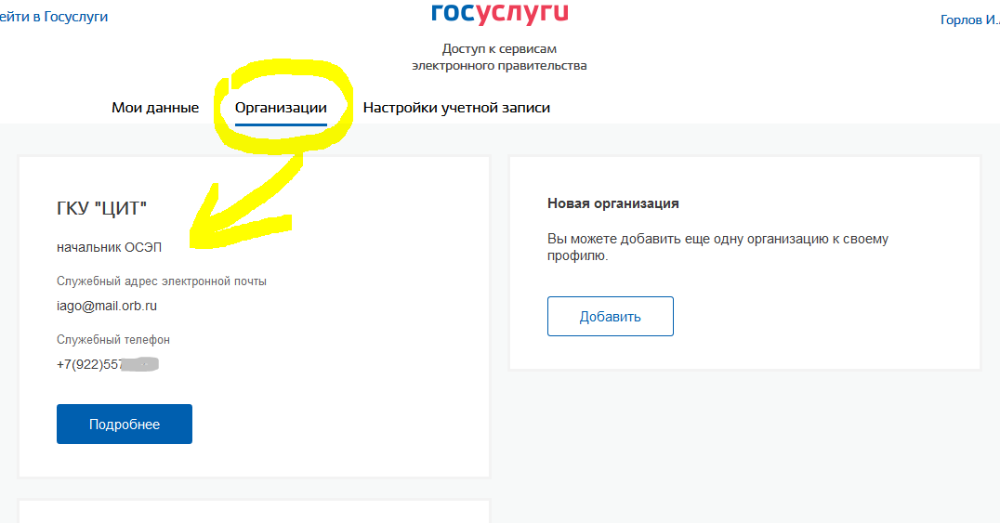 ейти в Госуслуги
госуслуги
Горлов И.
Доступ к сервисам
электронного правительства
Мои данные
Организации
Настройки учетной записи
ГКУ "ЦИТ"
начальник ОСЭП
Служебный адрес электронной почты
iago@mail.orb.ru
Служебный телефон
+7(922)557
Подробнее
Новая организация
Вы можете добавить еще одну организацию к своему
профилю.
Добавить